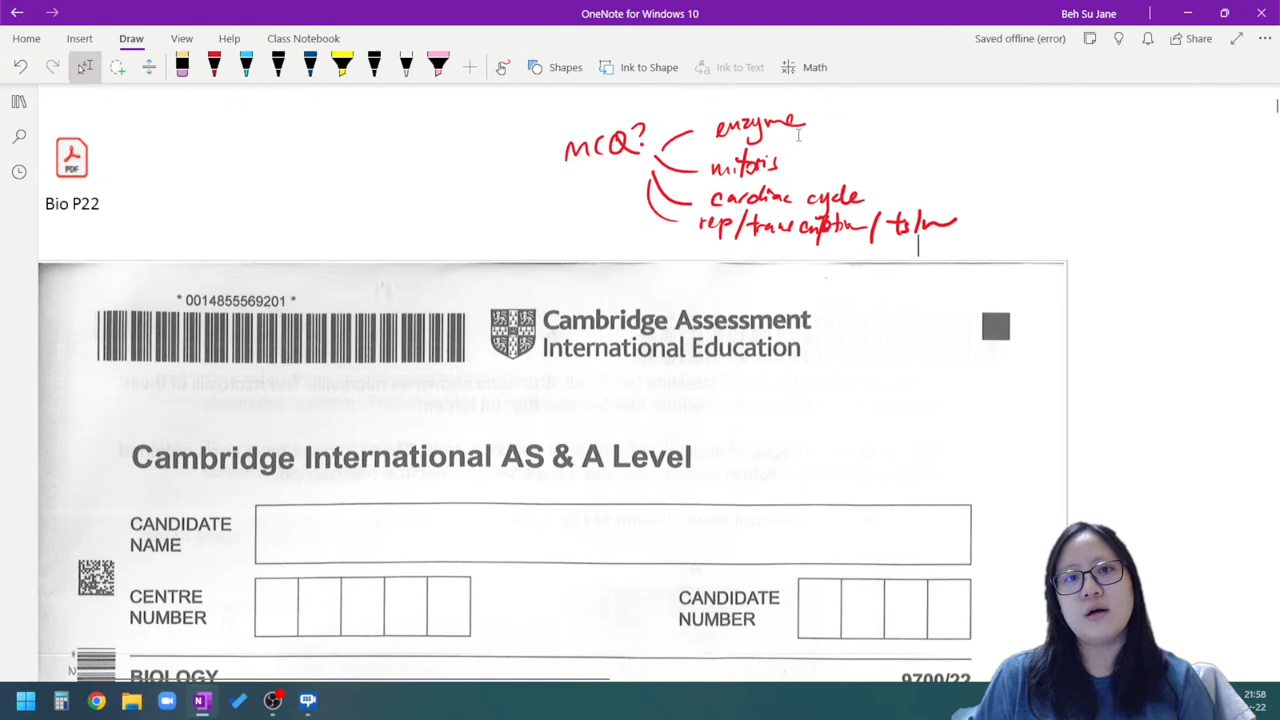 OneNote for Windows 10
Beh Su Jane
Home Insert Draw View Help Class Notebook
Saved offline (error)
Share
Shapes
Ink to Shape
Ink to Text
Math
MCQ?
enzyme
mitosis
cardiac cycle
rep/transcription/
PDF
Bio P22
* 0014855569201 *
Cambridge Assessment
International Education
Cambridge International AS & A Level
CANDIDATE
NAME
CENTRE
NUMBER
CANDIDATE
NUMBER
BIOLOGY
9700/22
21:58